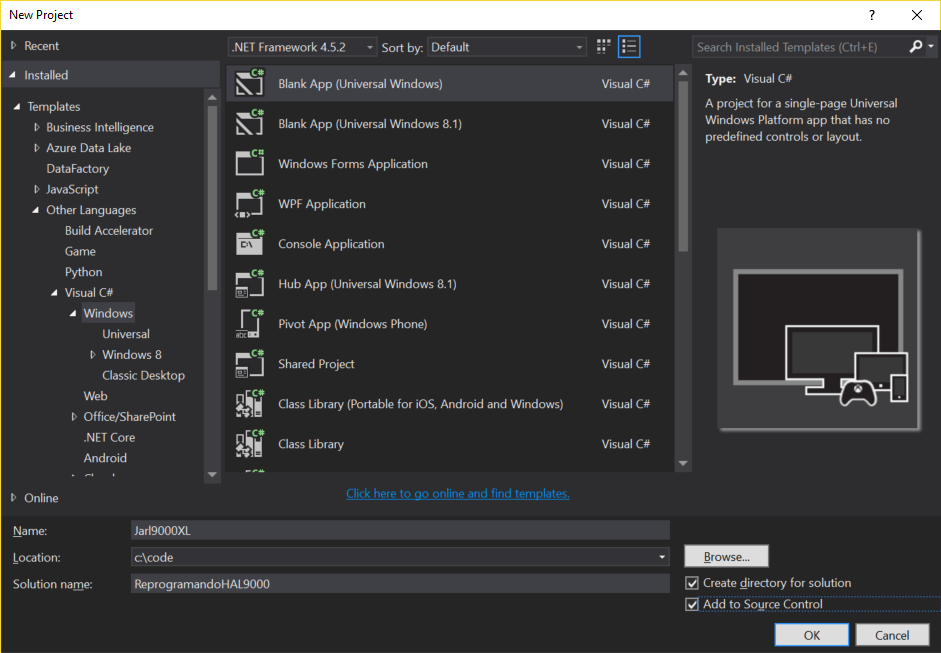 New Project
?
Recent
.NET Framework 4.5.2
Sort by:
Default
Search Installed Templates (Ctrl+E)
Installed
Templates
Business Intelligence
Azure Data Lake
DataFactory
JavaScript
Other Languages
Build Accelerator
Game
Python
Visual C#
Windows
Universal
Windows 8
Classic Desktop
Web
Office/SharePoint
.NET Core
Android
Online
C# Blank App (Universal Windows) Visual C#
C# Blank App (Universal Windows 8.1) Visual C#
C# Windows Forms Application Visual C#
C# WPF Application Visual C#
C# C:\ Console Application Visual C#
C# Hub App (Universal Windows 8.1) Visual C#
C# abc Pivot App (Windows Phone) Visual C#
C# Shared Project Visual C#
C# Class Library (Portable for iOS, Android and Windows) Visual C#
C# Class Library Visual C#
Click here to go online and find templates.
Type: Visual C#
A project for a single-page Universal
Windows Platform app that has no
predefined controls or layout.
Name: Jarl9000XL
Location: c:\code
Browse...
Solution name: ReprogramandoHAL9000
Create directory for solution
Add to Source Control
OK
Cancel